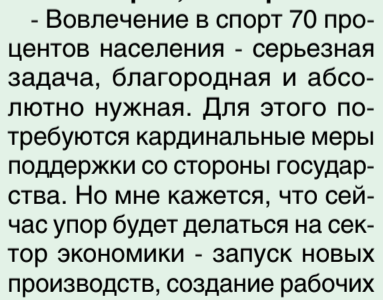 - Вовлечение в спорт 70 про-
центов населения - серьезная
задача, благородная и абсо-
лютно нужная. Для этого по-
требуются кардинальные меры
поддержки со стороны государ-
ства. Но мне кажется, что сей-
час упор будет делаться на сек-
тор экономики - запуск новых
производств, создание рабочих